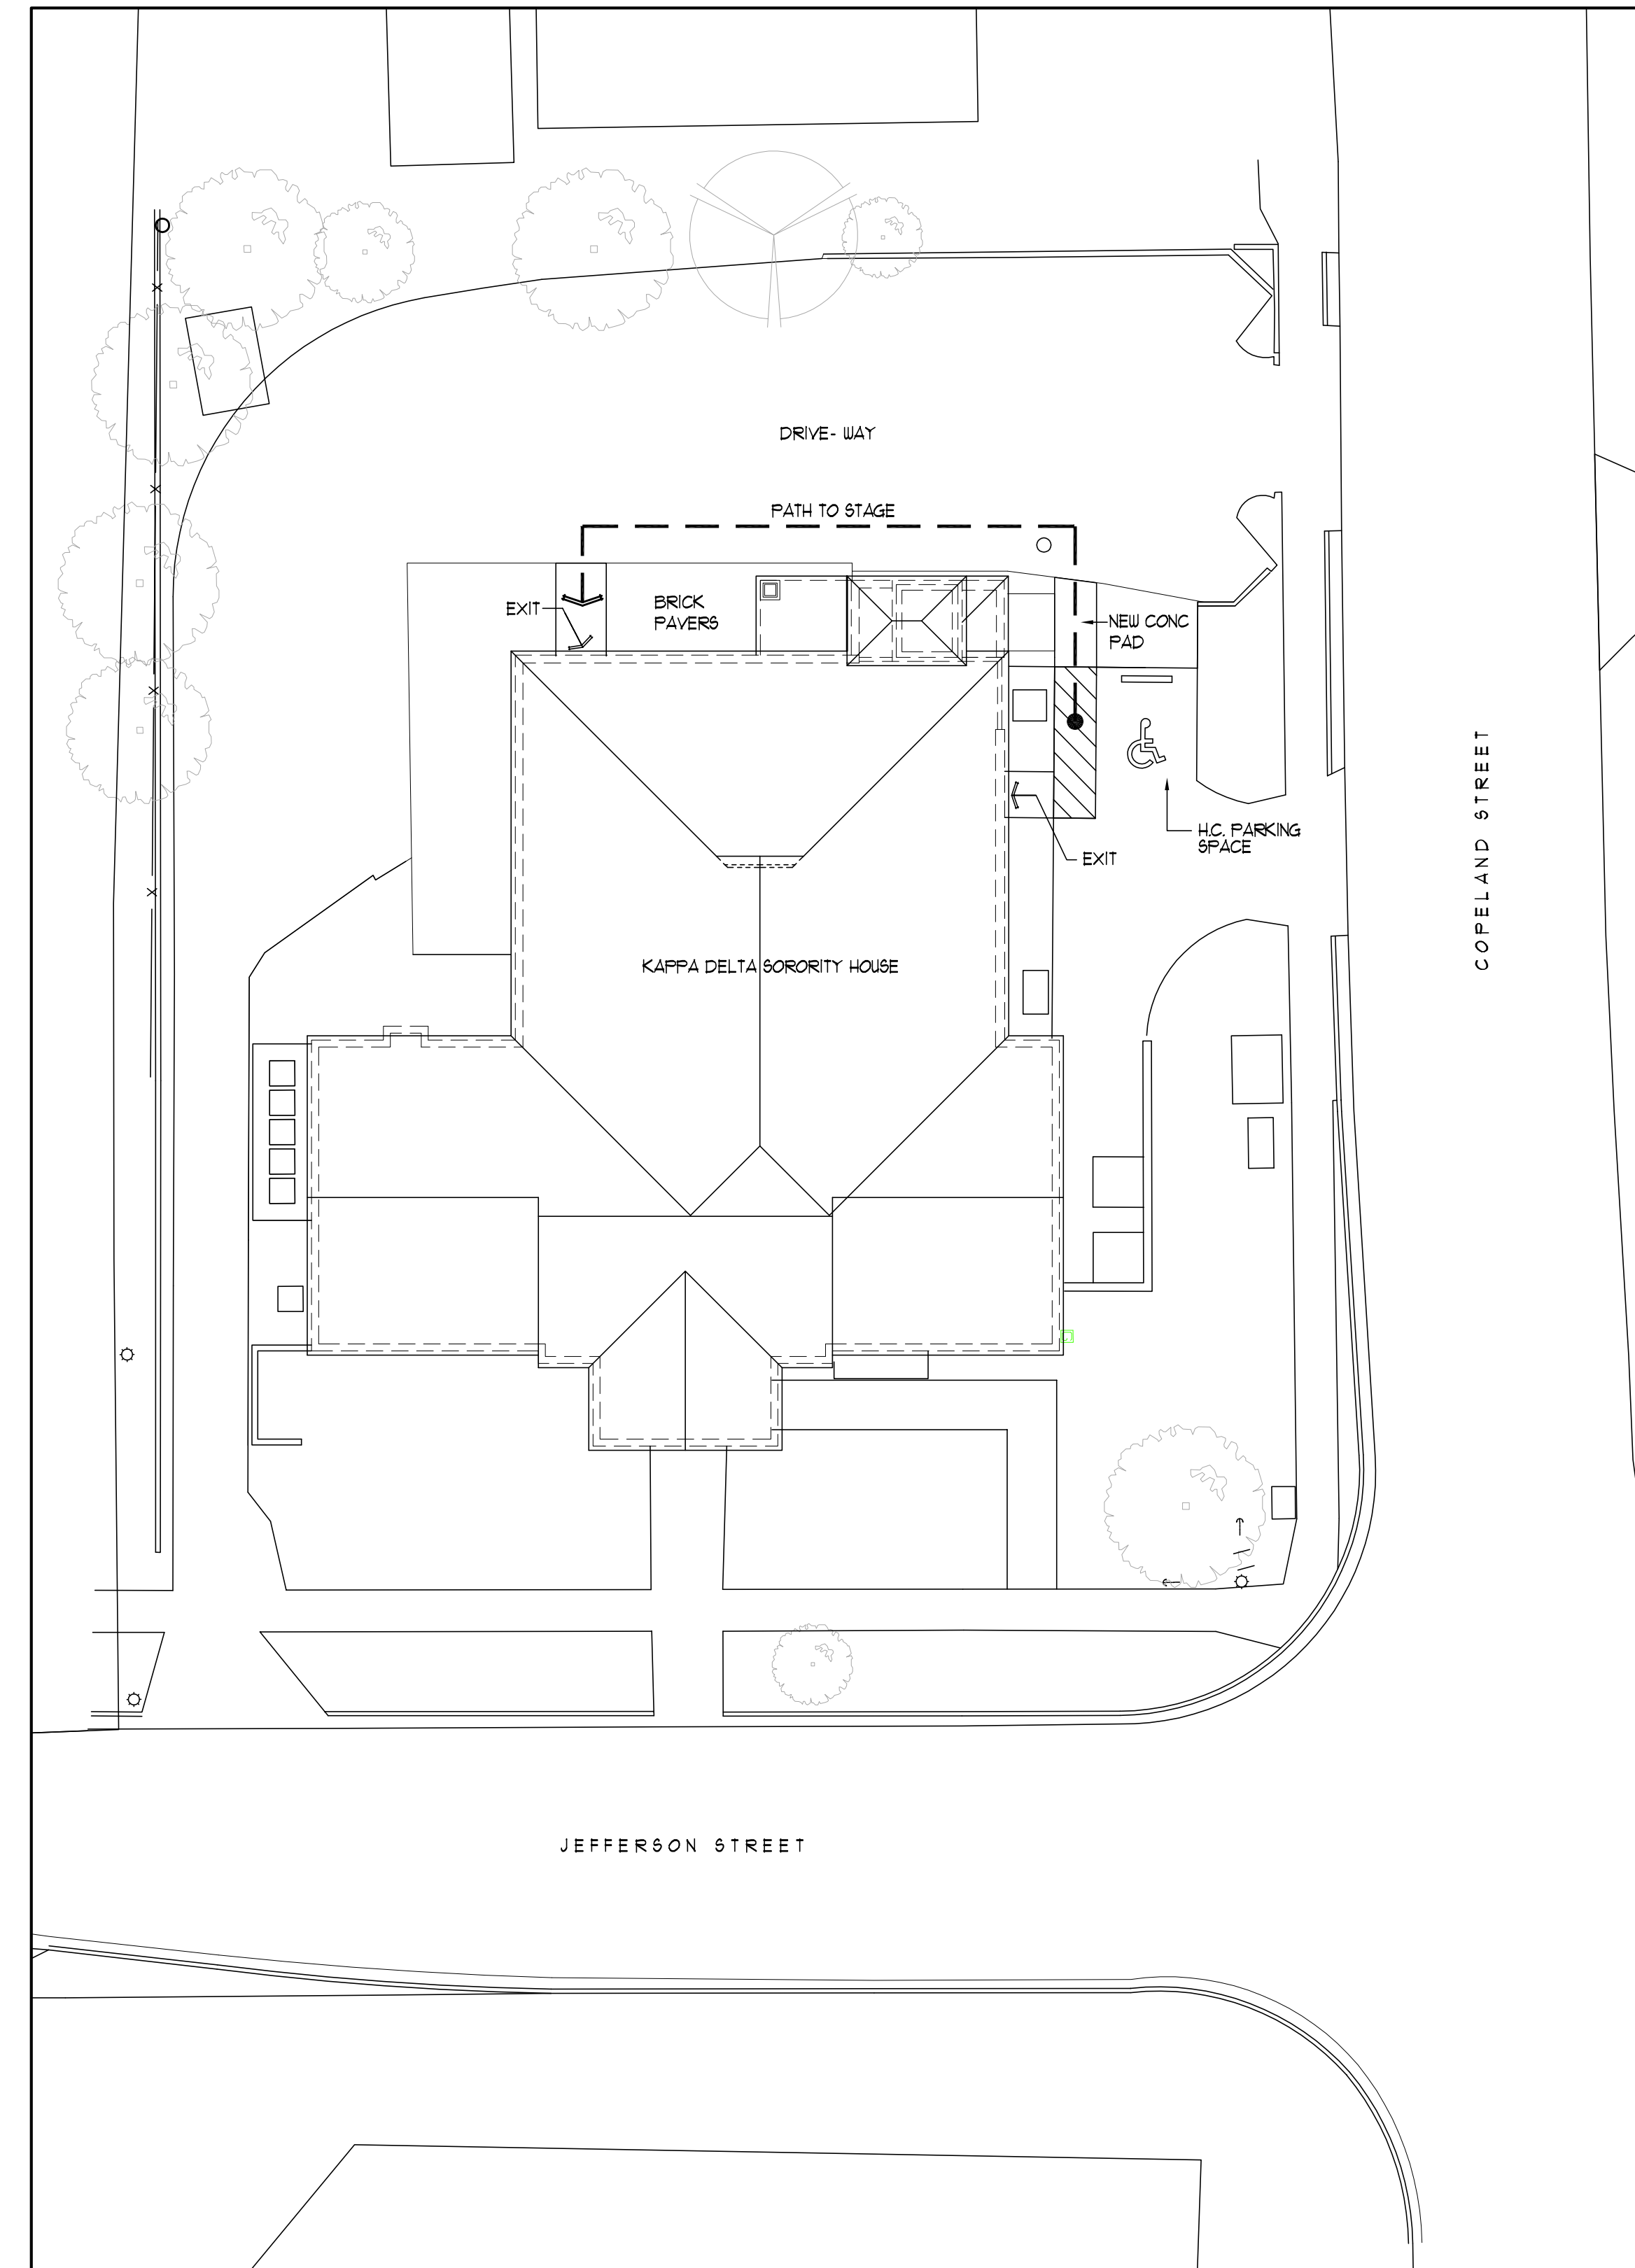 DRIVE- WAY
PATH TO STAGE
EXIT
BRICK
PAVERS
NEW CONC
PAD
H.C. PARKING
SPACE
EXIT
COPELAND STREET
KAPPA DELTA SORORITY HOUSE
JEFFERSON STREET